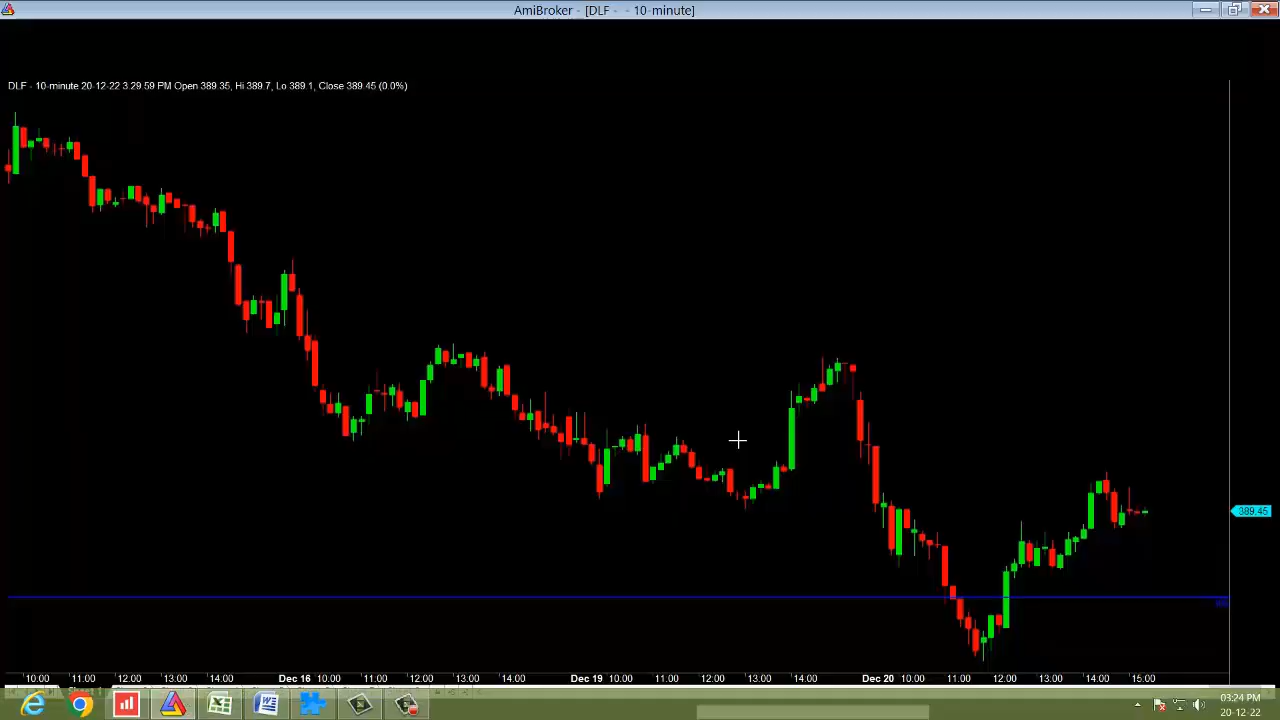 AmiBroker - [DLF - - 10-minute]
DLF - 10-minute 20-12-22 3 29 59 PM Open 389.35, Hi 389.7, Lo 389 1, Close 389.45 (0.0%)
389.45
10:00 11:00 12:00 13:00 14:00 Dec 16 10:00 11:00 12:00 13:00 14:00 Dec 19 10:00 11:00 12:00 13:00 14:00 Dec 20 10:00 11:00 12:00 13:00 14:00 15:00
03:24 PM
20-12-22